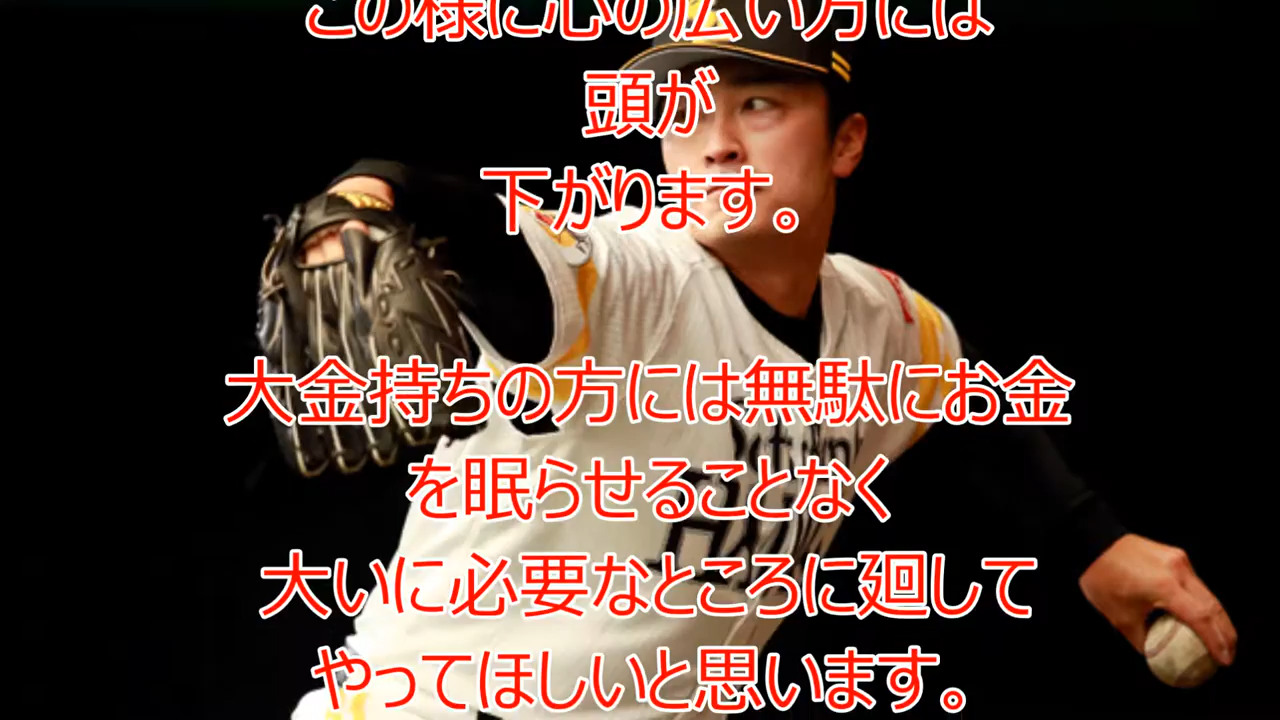 この様に心の広い方には
頭が
下がります。
大金持ちの方には無駄にお金
を眠らせることなく
大いに必要なところに廻して
やってほしいと思います。